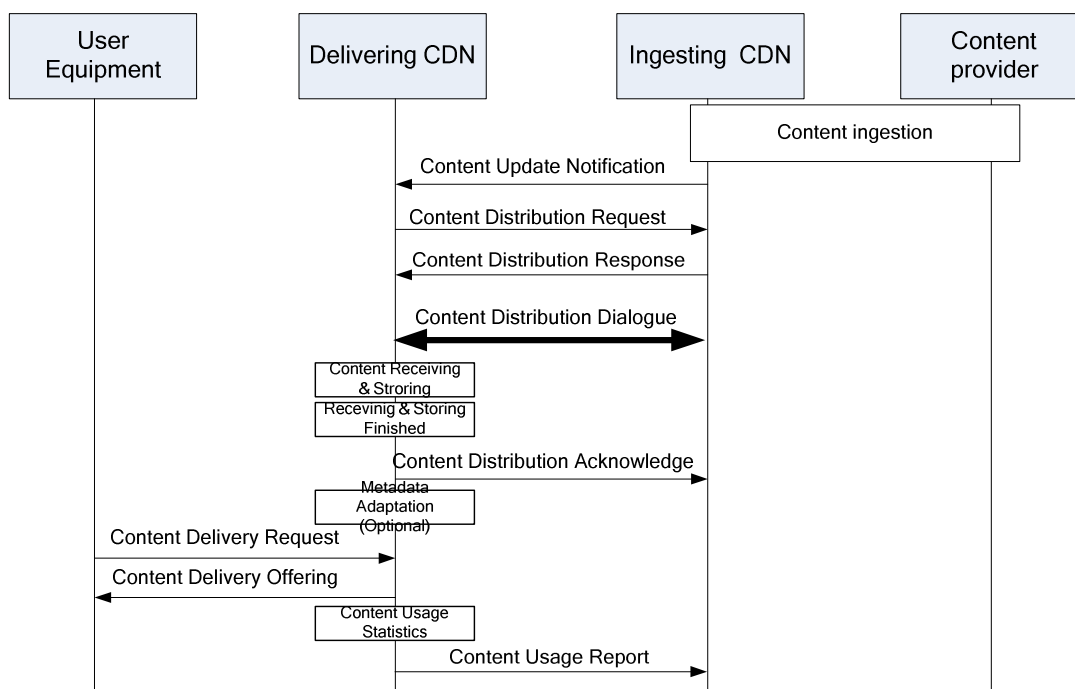 User
Equipment
Delivering CDN
Ingesting CDN
Content
provider
Content ingestion
Content Update Notification
Content Distribution Request
Content Distribution Response
Content Distribution Dialogue
Content Receiving
& Stroring
Recevinig & Storing
Finished
Content Distribution Acknowledge
Metadada
Adaptation
(Optional)
Content Delivery Request
Content Delivery Offering
Content Usage
Statistics
Content Usage Report